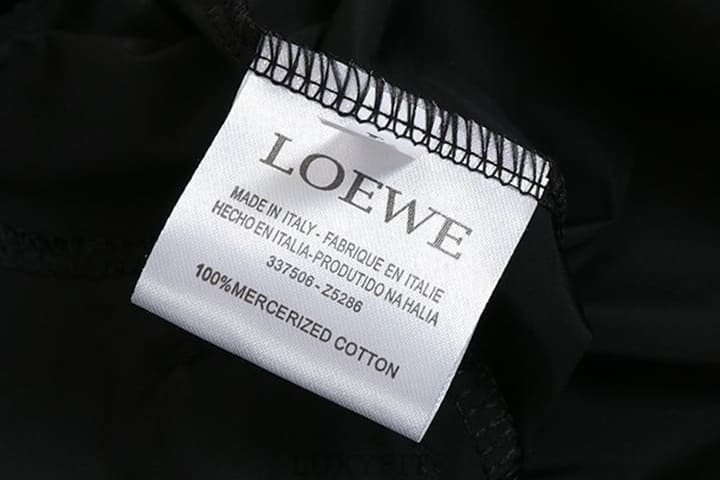 LOEWE
MADE IN ITALY - FABRIQUE EN ITALIE
HECHO EN ITALIA-PRODUTIDO NA HALIA
337506 - Z5286
100%MERCERIZED COTTON